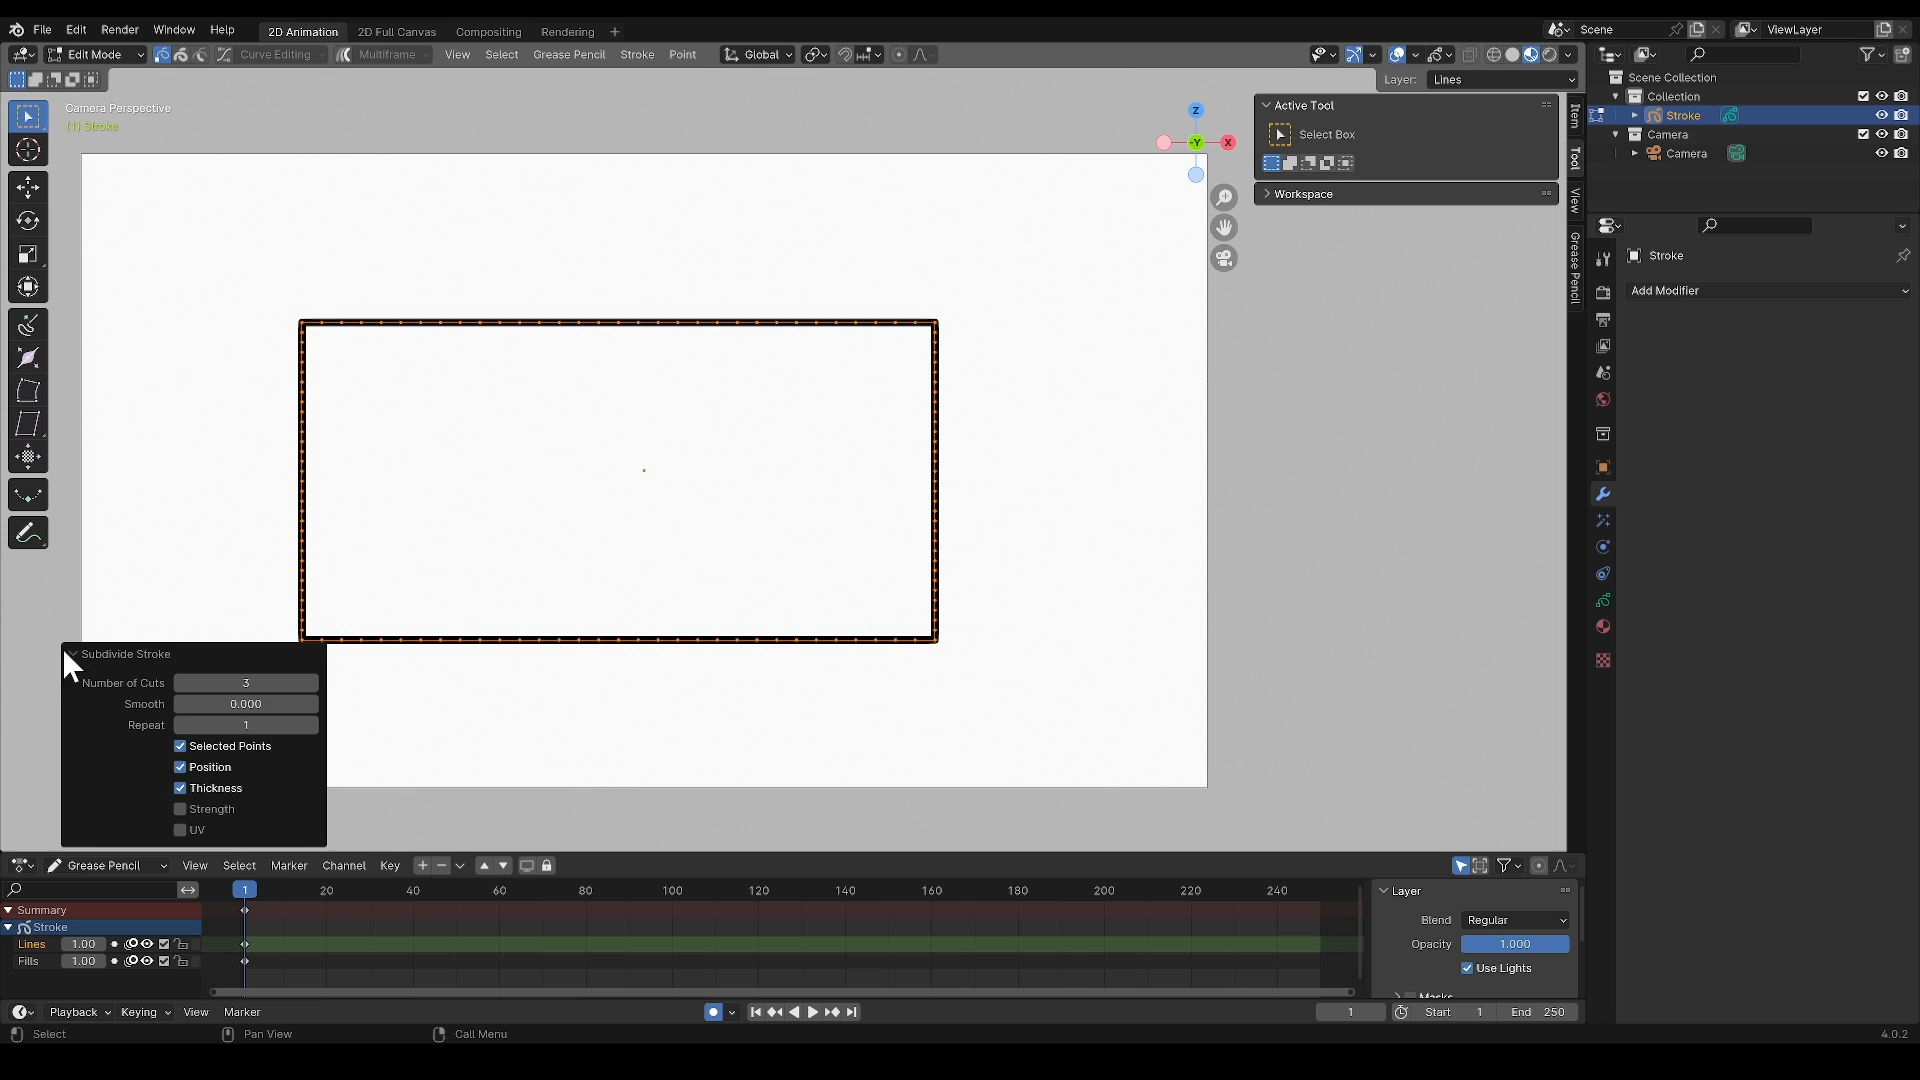 File Edit Render Window Help 2D Animation 2D Full Canvas Compositing Rendering + Scene ViewLayer
Edit Mode Curve Editing Multiframe View Select Grease Pencil Stroke Point Global
Layer: Lines
Scene Collection
Collection
Stroke
Camera
Camera
Camera Perspective
(1) Stroke
Z
-Y
X
Active Tool
Select Box
Workspace
Item
Tool
View
Grease Pencil
Stroke
Add Modifier
Subdivide Stroke
Number of Cuts 3
Smooth 0.000
Repeat 1
Selected Points
Position
Thickness
Strength
UV
Grease Pencil View Select Marker Channel Key
1 20 40 60 80 100 120 140 160 180 200 220 240
Summary
Stroke
Lines 1.00
Fills 1.00
Layer
Blend Regular
Opacity 1.000
Use Lights
Masks
Playback Keying View Marker 1 Start 1 End 250
Select Pan View Call Menu 4.0.2